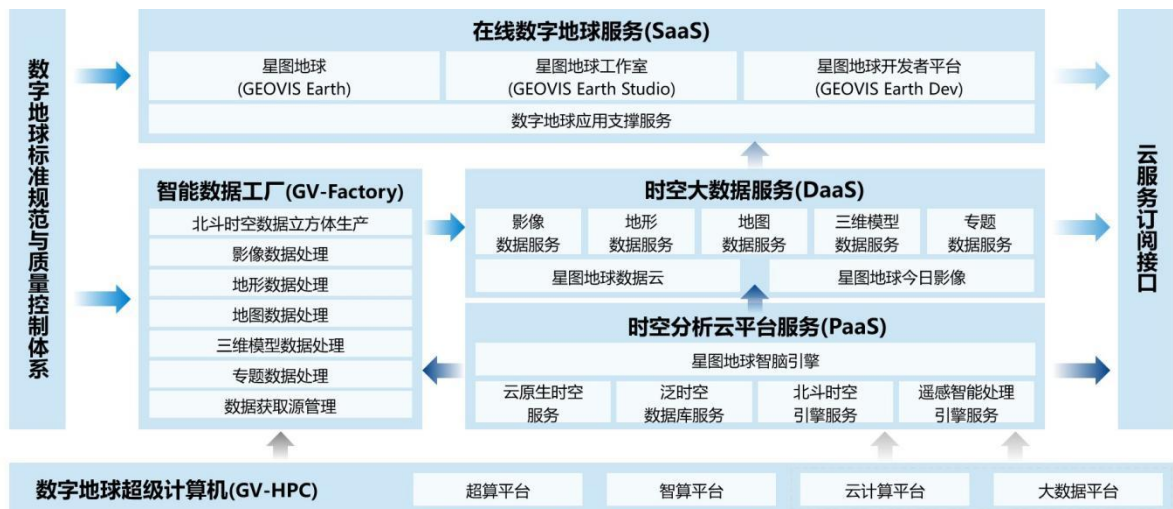 数字地球标准规范与质量控制体系
在线数字地球服务(SaaS)
星图地球
(GEOVIS Earth)
星图地球工作室
(GEOVIS Earth Studio)
星图地球开发者平台
(GEOVIS Earth Dev)
数字地球应用支撑服务
智能数据工厂(GV-Factory)
北斗时空数据立方体生产
影像数据处理
地形数据处理
地图数据处理
三维模型数据处理
专题数据处理
数据获取源管理
时空大数据服务(DaaS)
影像
数据服务
地形
数据服务
地图
数据服务
三维模型
数据服务
专题
数据服务
星图地球数据云
星图地球今日影像
时空分析云平台服务(PaaS)
星图地球智脑引擎
云原生时空
服务
泛时空
数据库服务
北斗时空
引擎服务
遥感智能处理
引擎服务
云服务订阅接口
数字地球超级计算机(GV-HPC)
超算平台
智算平台
云计算平台
大数据平台